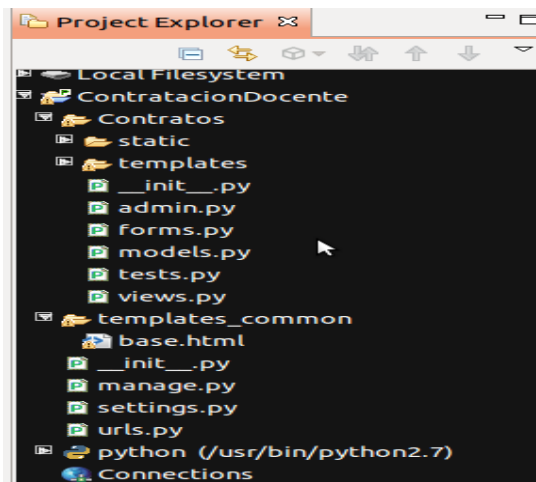 Project Explorer
Local Filesystem
ContratacionDocente
Contratos
static
templates
__init__.py
admin.py
forms.py
models.py
tests.py
views.py
templates_common
base.html
__init__.py
manage.py
settings.py
urls.py
python (/usr/bin/python2.7)
Connections